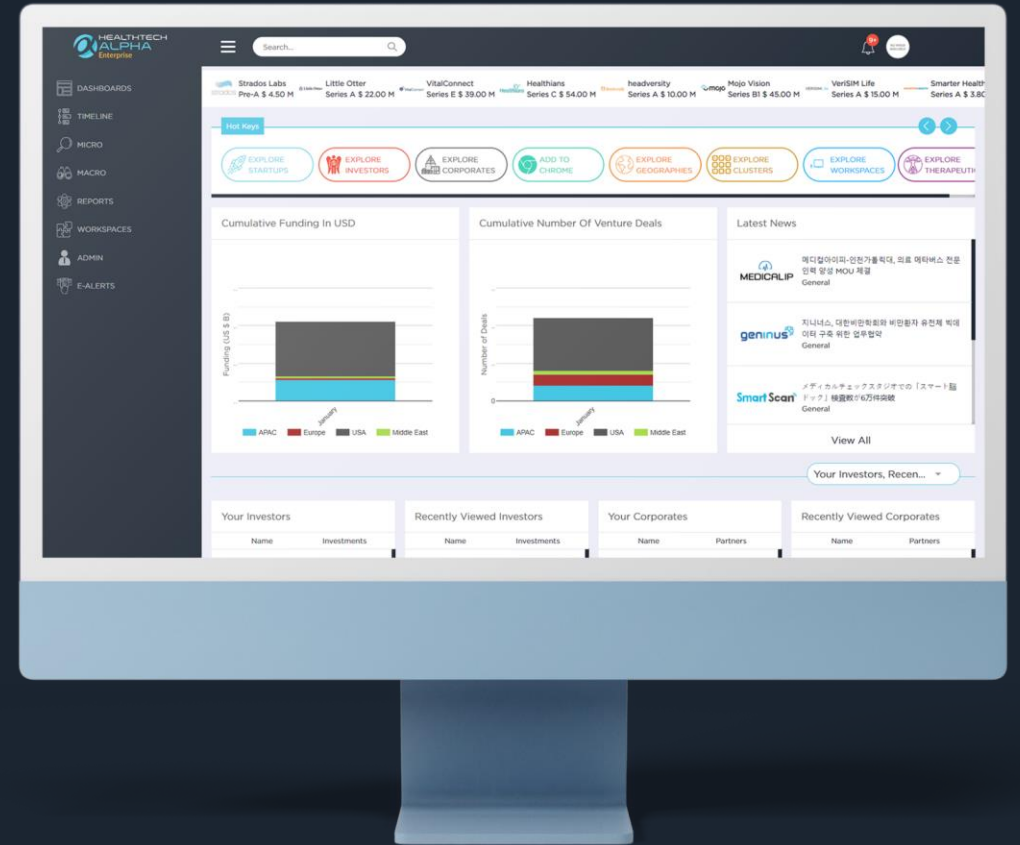 HEALTHTECH
ALPHA
Enterprise
Search...
9+
DASHBOARDS
TIMELINE
MICRO
MACRO
REPORTS
WORKSPACES
ADMIN
E-ALERTS
Strados Labs
Pre-A $ 4.50 M
Little Otter
Series A $ 22.00 M
VitalConnect
Series E $ 39.00 M
Healthians
Series C $ 54.00 M
headversity
Series A $ 10.00 M
mojo
Mojo Vision
Series B1 $ 45.00 M
VeriSIM Life
Series A $ 15.00 M
Smarter Health
Series A $ 3.80
Hot Keys
EXPLORE
STARTUPS
EXPLORE
INVESTORS
EXPLORE
CORPORATES
ADD TO
CHROME
EXPLORE
GEOGRAPHIES
EXPLORE
CLUSTERS
EXPLORE
WORKSPACES
EXPLORE
THERAPEUTI
Cumulative Funding In USD
Funding (US $ B)
January
APAC Europe USA Middle East
Cumulative Number Of Venture Deals
Number of Deals
0
January
APAC Europe USA Middle East
Latest News
MEDICALIP
메디컬아이피-인천가톨릭대, 의료 메타버스 전문
인력 양성 MOU 체결
General
geninus
지니너스, 대한비만학회와 비만환자 유전체 빅데
이터 구축 위한 업무협약
General
Smart Scan
メディカルチェックスタジオでの「スマート脳
ドック」検査数が6万件突破
General
View All
Your Investors, Recen...
Your Investors
Name Investments
Recently Viewed Investors
Name Investments
Your Corporates
Name Partners
Recently Viewed Corporates
Name Partners